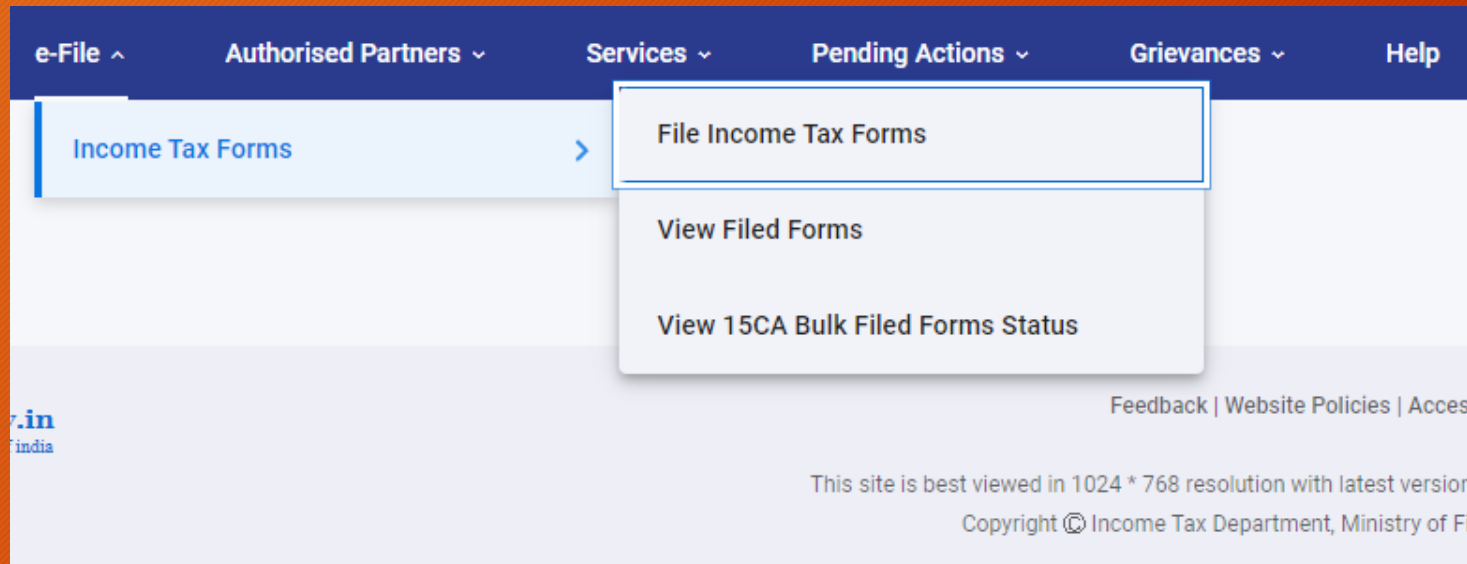 e-File Authorised Partners Services Pending Actions Grievances Help
Income Tax Forms
File Income Tax Forms
View Filed Forms
View 15CA Bulk Filed Forms Status
.in
india
Feedback | Website Policies |
This site is best viewed in 1024 * 768 resolution with latest
Copyright © Income Tax Department, Ministry of